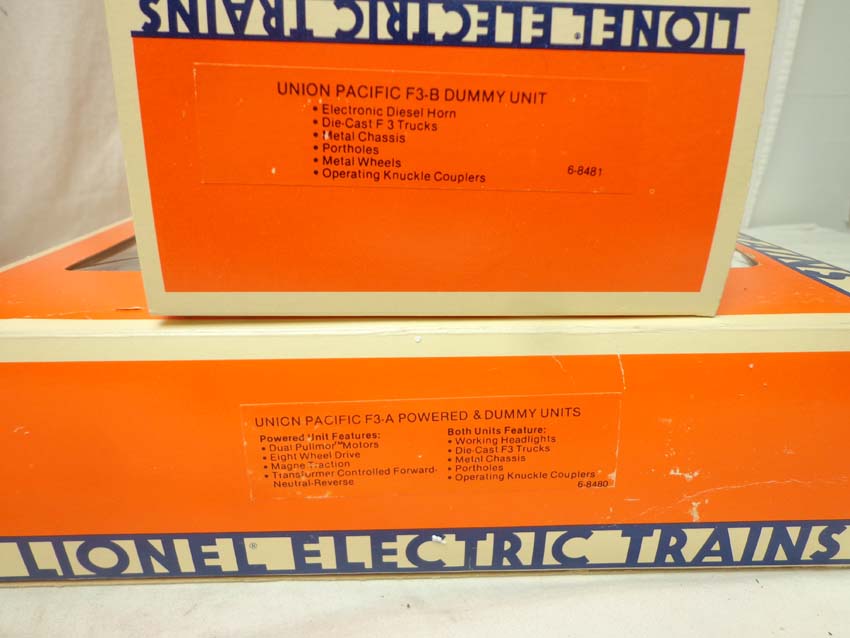 LIONEL ELECTRIC TRAINS
UNION PACIFIC F3-B DUMMY UNIT
• Electronic Diesel Horn
• Die-Cast F 3 Trucks
• Metal Chassis
• Portholes
• Metal Wheels
• Operating Knuckle Couplers
6-8481
TRAINS
UNION PACIFIC F3-A POWERED & DUMMY UNITS
Powered Unit Features:
• Dual Pullmor™Motors
• Eight Wheel Drive
• Magne Traction
• Transformer Controlled Forward-
Neutral-Reverse
Both Units Feature:
• Working Headlights
• Die-Cast F3 Trucks
• Metal Chassis
• Portholes
• Operating Knuckle Couplers
6-8480
LIONEL® ELECTRIC TRAINS